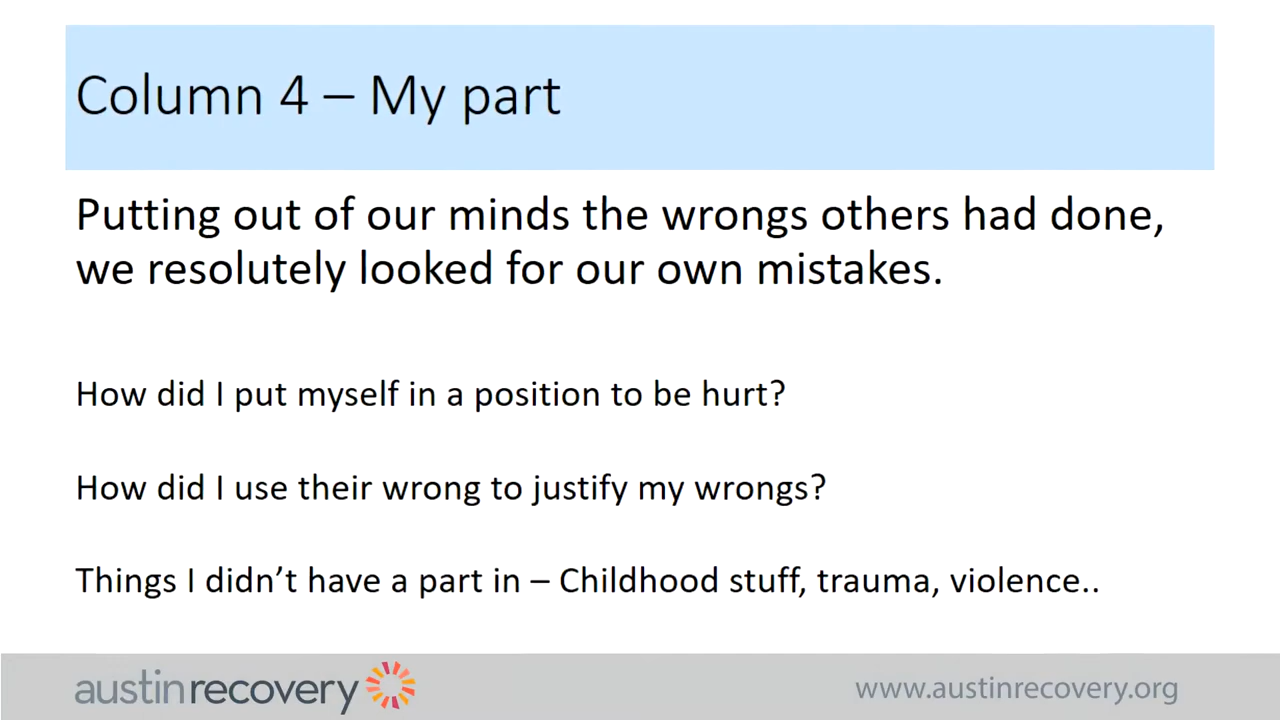 Column 4 – My part
Putting out of our minds the wrongs others had done,
we resolutely looked for our own mistakes.
How did I put myself in a position to be hurt?
How did I use their wrong to justify my wrongs?
Things I didn’t have a part in – Childhood stuff, trauma, violence..
austinrecovery
www.austinrecovery.org